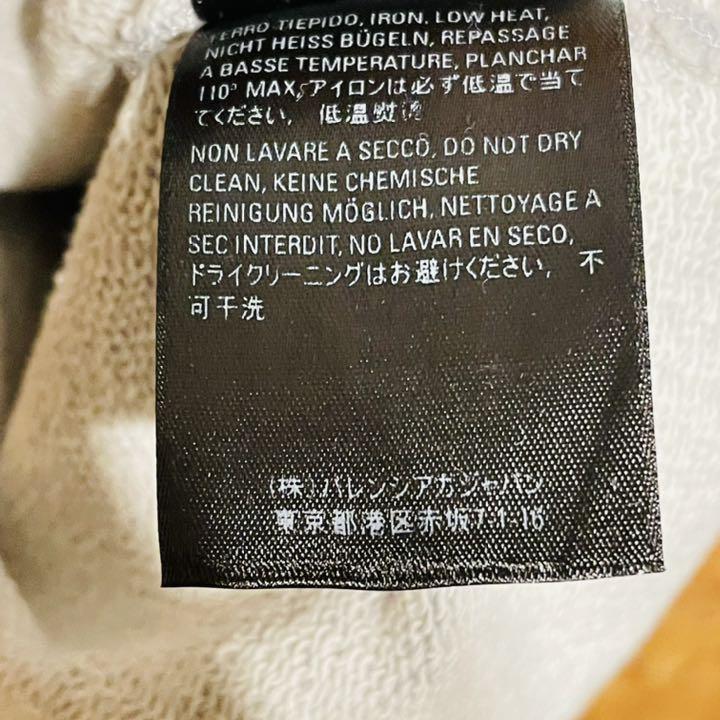 FERRO TIEPIDO, IRON, LOW HEAT,
NICHT HEISS BÜGELN, REPASSAGE
A BASSE TEMPERATURE, PLANCHAR
110° MAX, アイロンは必ず低温で当て
てください, 低温熨烫
NON LAVARE A SECCO, DO NOT DRY
CLEAN, KEINE CHEMISCHE
REINIGUNG MÖGLICH, NETTOYAGE A
SEC INTERDIT, NO LAVAR EN SECO,
ドライクリーニングはお避けください, 不
可干洗
(株)バレンシアガジャパン
東京都港区赤坂7-1-16